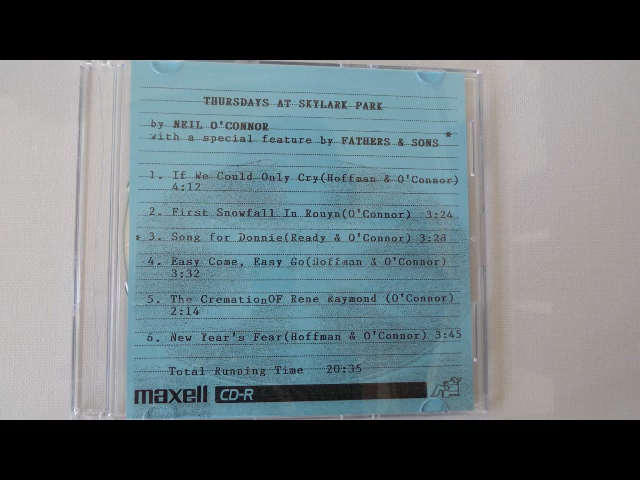 THURSDAYS AT SKYLARK PARK
by NEIL O'CONNOR
with a special feature by FATHERS & SONS *
1. If We Could Only Cry(Hoffman & O'Connor)
4:12
2. First Snowfall In Rouyn(O'Connor) 3:24
* 3. Song for Donnie(Ready & O'Connor) 3:28
4. Easy Come, Easy Go(Hoffman & O'Connor)
3:32
5. The CremationOF Rene Raymond (O'Connor)
2:14
6. New Year's Fear(Hoffman & O'Connor) 3:45
Total Running Time 20:35
maxell CD-R